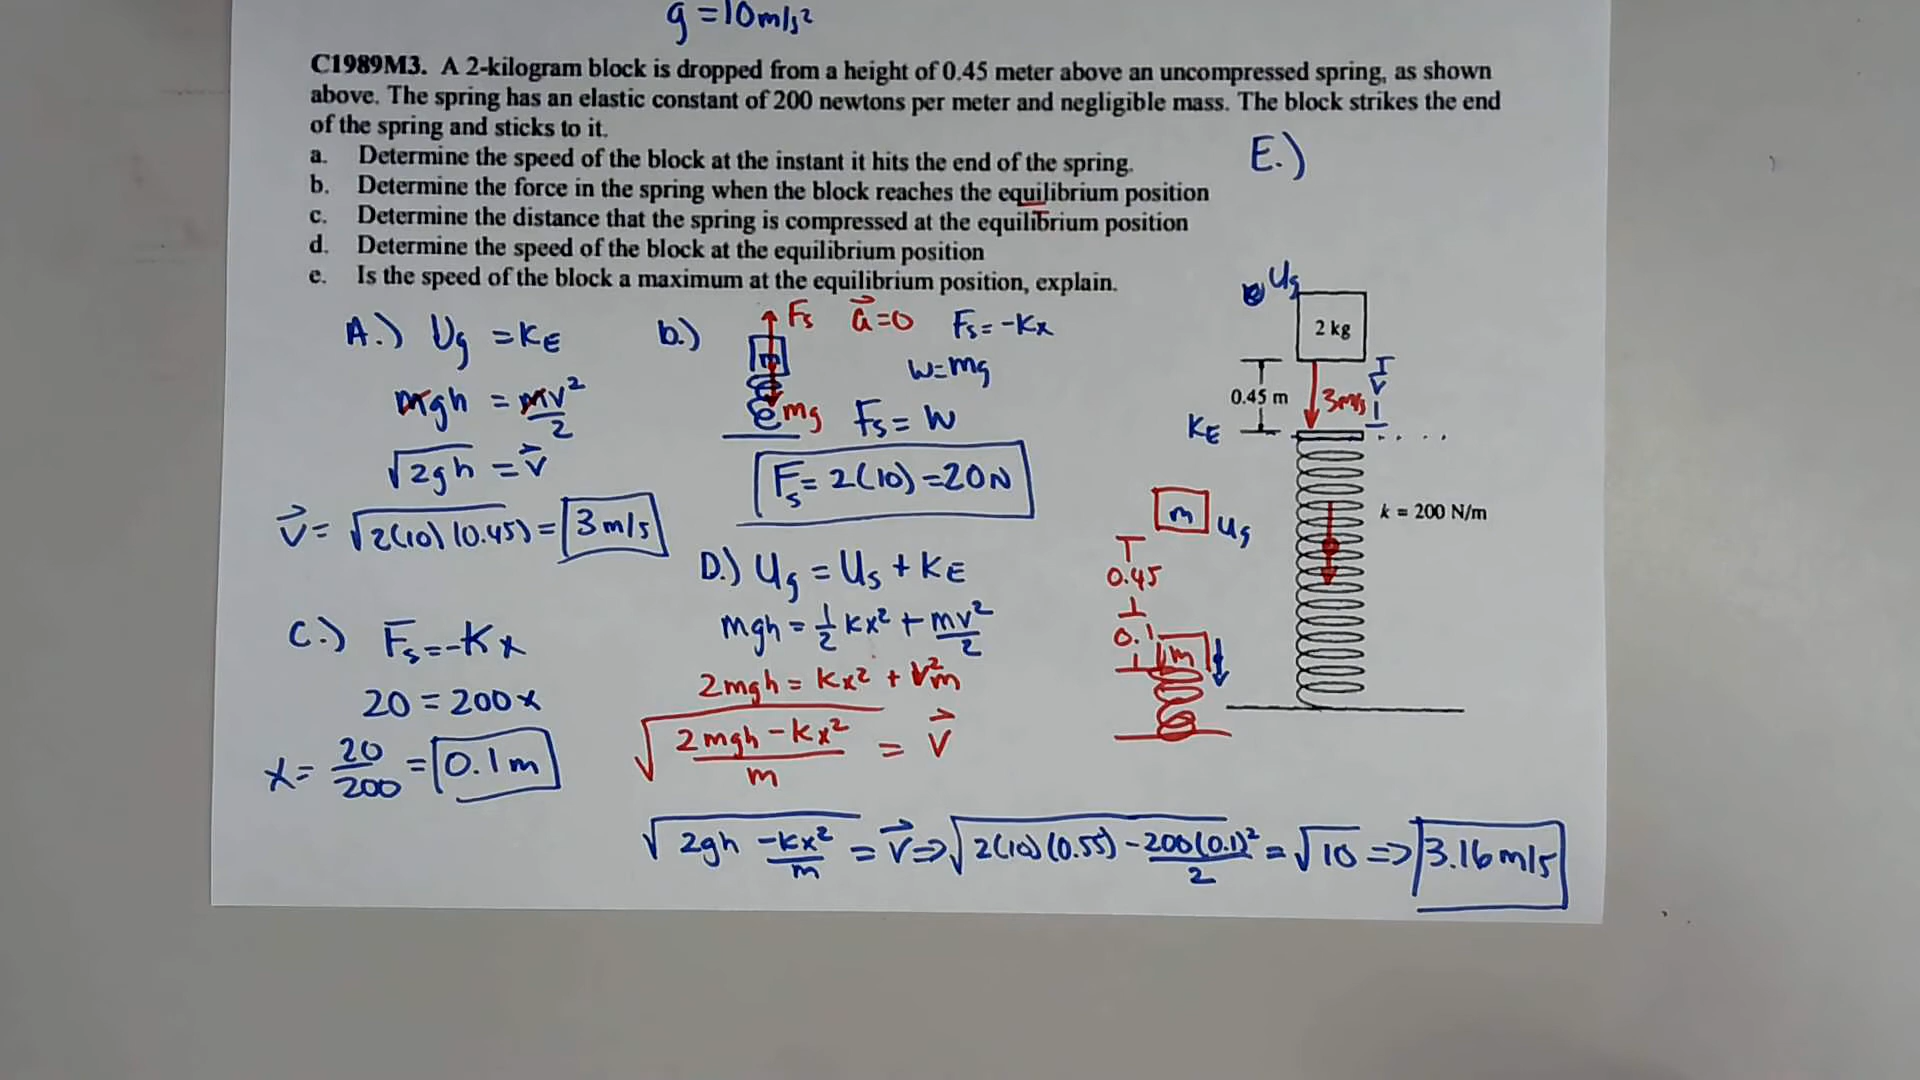 g = 10 m/s²
C1989M3. A 2-kilogram block is dropped from a height of 0.45 meter above an uncompressed spring, as shown
above. The spring has an elastic constant of 200 newtons per meter and negligible mass. The block strikes the end
of the spring and sticks to it.
a. Determine the speed of the block at the instant it hits the end of the spring.
b. Determine the force in the spring when the block reaches the equilibrium position
c. Determine the distance that the spring is compressed at the equilibrium position
d. Determine the speed of the block at the equilibrium position
e. Is the speed of the block a maximum at the equilibrium position, explain.
E.)
A.) Ug = KE
mgh = mv²/2
√2gh = v⃗
v⃗ = √2(10)(0.45) = 3 m/s
b.) Fs a⃗=0 Fs = -Kx
m
w=mg
mg Fs = W
Fs = 2(10) = 20N
C.) Fs = -Kx
20 = 200x
x = 20/200 = 0.1m
D.) Ug = Us + KE
mgh = ½kx² + mv²/2
2mgh = kx² + v²m
√(2mgh - kx²)/m = v⃗
√2gh - kx²/m = v⃗ ⇒ √2(10)(0.55) - 200(0.1)²/2 = √10 ⇒ 3.16 m/s
Ug
2 kg
0.45 m
3m/s
V
KE
k = 200 N/m
m Ug
0.45
0.1
m